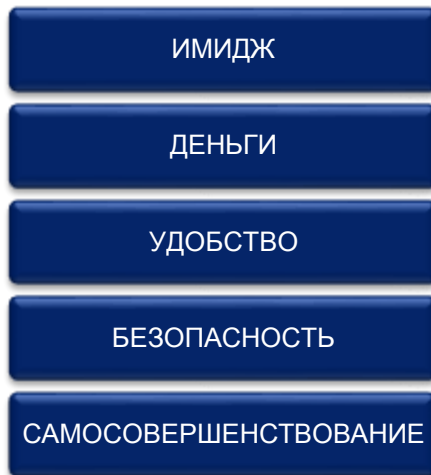 ИМИДЖ
ДЕНЬГИ
УДОБСТВО
БЕЗОПАСНОСТЬ
САМОСОВЕРШЕНСТВОВАНИЕ